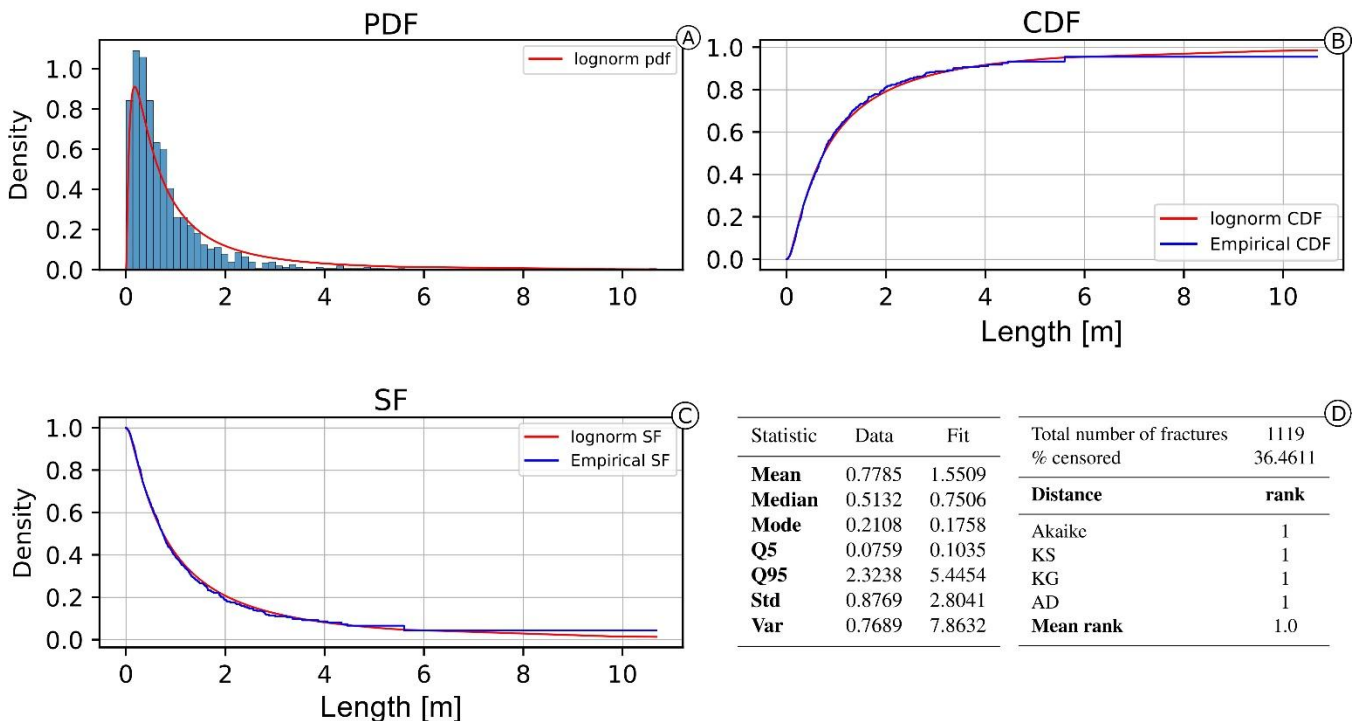 PDF
A
lognorm pdf
Density
1.0
0.8
0.6
0.4
0.2
0.0
0 2 4 6 8 10
CDF
B
1.0
0.8
0.6
0.4
0.2
0.0
lognorm CDF
Empirical CDF
0 2 4 6 8 10
Length [m]
SF
C
lognorm SF
Empirical SF
Density
1.0
0.8
0.6
0.4
0.2
0.0
0 2 4 6 8 10
Length [m]
D
Statistic Data Fit
Mean 0.7785 1.5509
Median 0.5132 0.7506
Mode 0.2108 0.1758
Q5 0.0759 0.1035
Q95 2.3238 5.4454
Std 0.8769 2.8041
Var 0.7689 7.8632
Total number of fractures 1119
% censored 36.4611
Distance rank
Akaike 1
KS 1
KG 1
AD 1
Mean rank 1.0